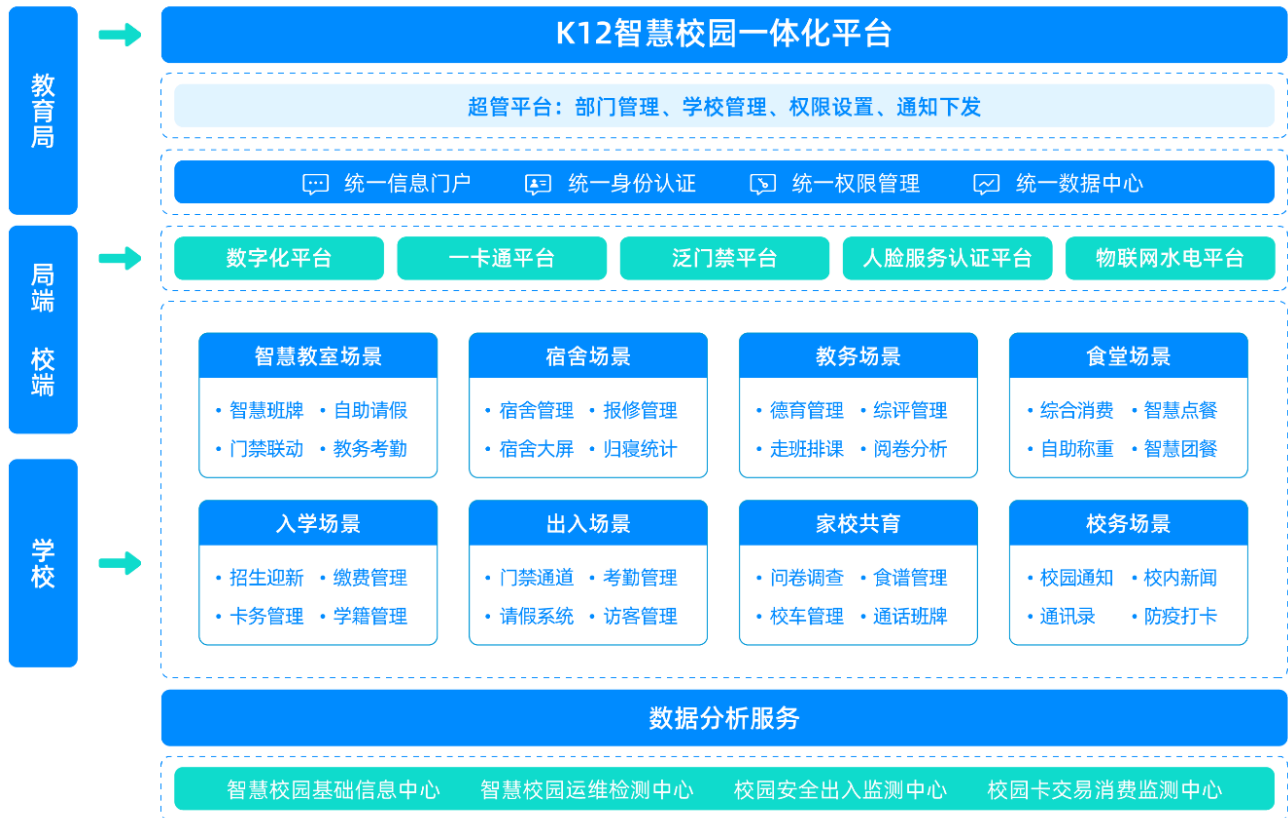 教育局
K12智慧校园一体化平台
超管平台：部门管理、学校管理、权限设置、通知下发
统一信息门户 统一身份认证 统一权限管理 统一数据中心
局端 校端
数字化平台 一卡通平台 泛门禁平台 人脸服务认证平台 物联网水电平台
智慧教室场景
• 智慧班牌 • 自助请假
• 门禁联动 • 教务考勤
宿舍场景
• 宿舍管理 • 报修管理
• 宿舍大屏 • 归寝统计
教务场景
• 德育管理 • 综评管理
• 走班排课 • 阅卷分析
食堂场景
• 综合消费 • 智慧点餐
• 自助称重 • 智慧团餐
学校
入学场景
• 招生迎新 • 缴费管理
• 卡务管理 • 学籍管理
出入场景
• 门禁通道 • 考勤管理
• 请假系统 • 访客管理
家校共育
• 问卷调查 • 食谱管理
• 校车管理 • 通话班牌
校务场景
• 校园通知 • 校内新闻
• 通讯录 • 防疫打卡
数据分析服务
智慧校园基础信息中心 智慧校园运维检测中心 校园安全出入监测中心 校园卡交易消费监测中心